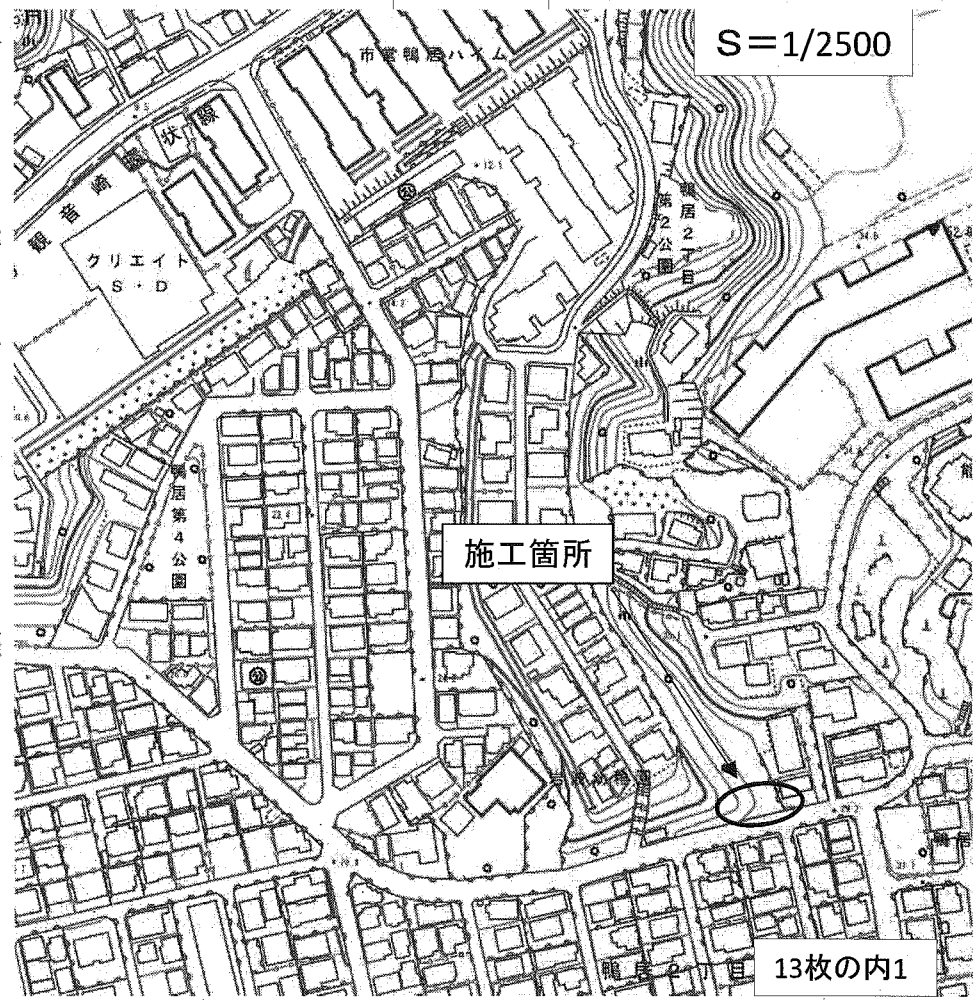 S=1/2500
市営鴨居ハイム
観音崎環状線
クリエイト
S・D
鴨居2丁目
第2公園
鴨居第4公園
施工箇所
鴨居2丁目
13枚の内1